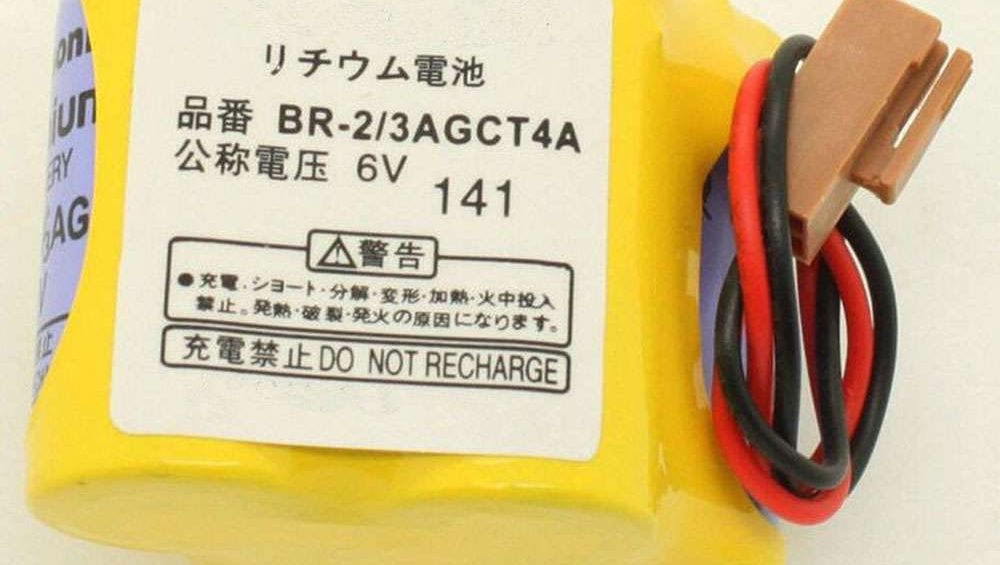 リチウム電池
品番 BR-2/3AGCT4A
公称電圧 6V
141
警告
●充電．ショート・分解・変形・加熱・火中投入
禁止。発熱・破裂・発火の原因になります。
充電禁止DO NOT RECHARGE